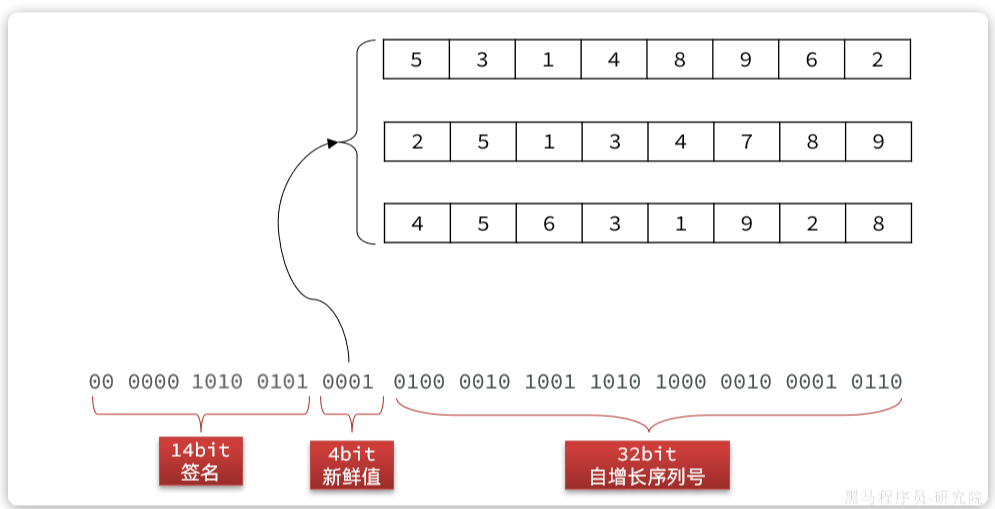 5 3 1 4 8 9 6 2
2 5 1 3 4 7 8 9
4 5 6 3 1 9 2 8
00 0000 1010 0101 0001 0100 0010 1001 1010 1000 0010 0001 0110
14bit
签名
4bit
新鲜值
32bit
自增长序列号
黑马程序员-研究院